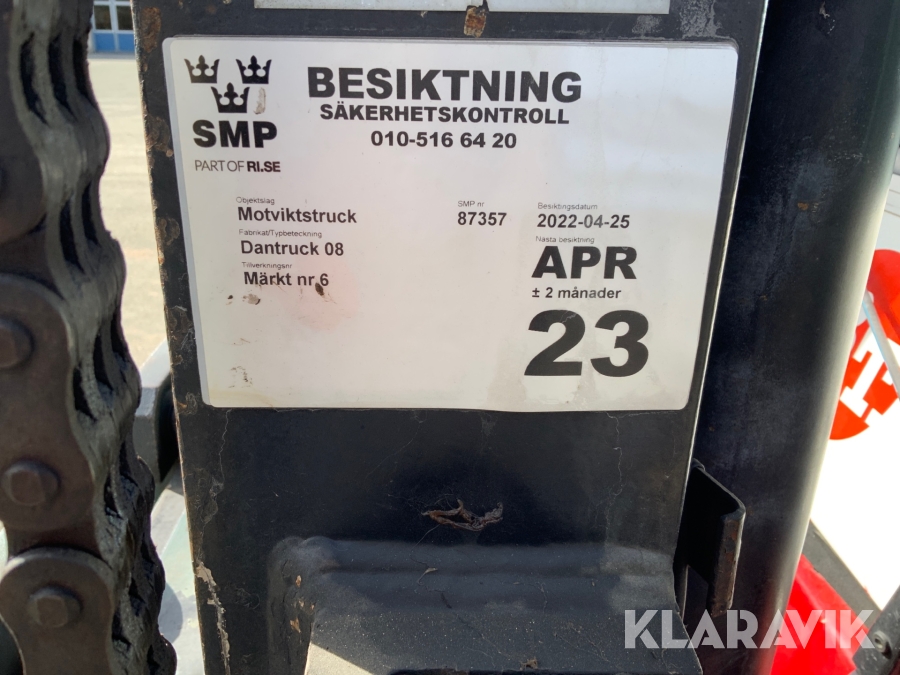 SMP
PART OF RI.SE
BESIKTNING
SÄKERHETSKONTROLL
010-516 64 20
Objektslag
Motviktstruck
Fabrikat/Typbeteckning
Dantruck 08
Tillverkningsnr
Märkt nr 6
SMP nr
87357
Besiktningsdatum
2022-04-25
Nästa besiktning
APR
± 2 månader
23
KLARAVIK